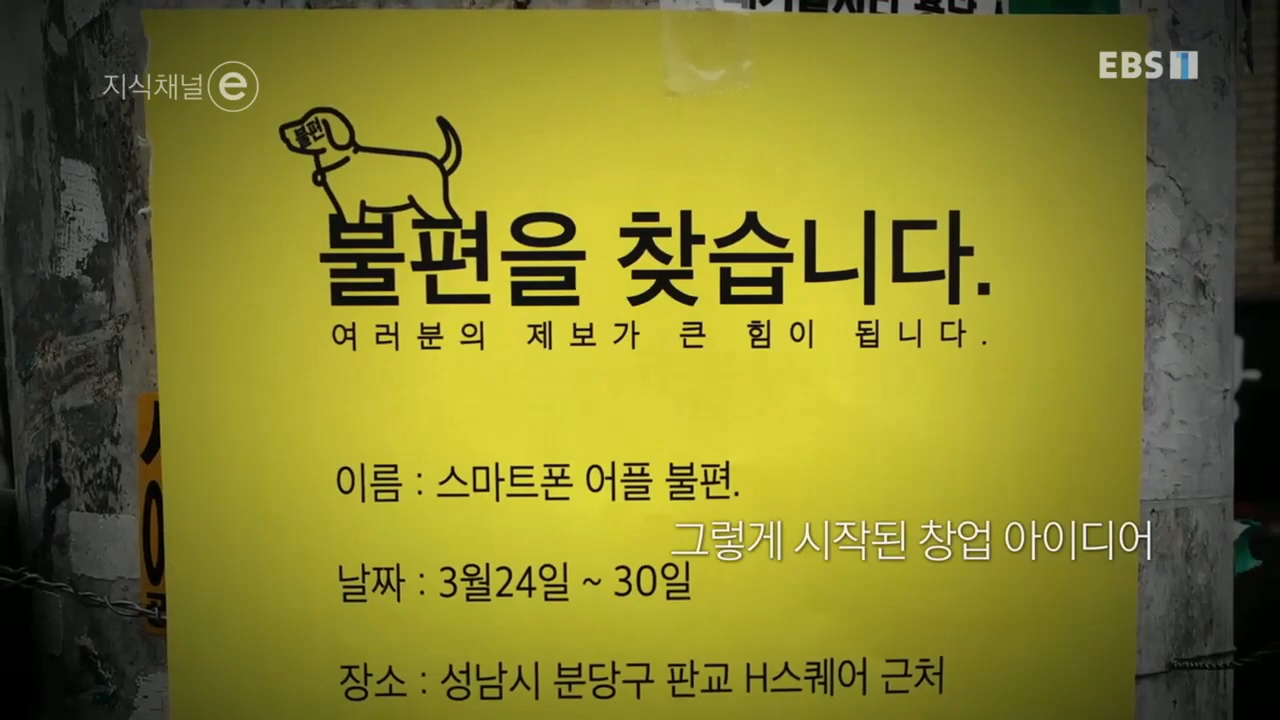 지식채널 e
EBS 1
불편
불편을 찾습니다.
여러분의 제보가 큰 힘이 됩니다.
이름 : 스마트폰 어플 불편.
그렇게 시작된 창업 아이디어
날짜 : 3월24일 ~ 30일
장소 : 성남시 분당구 판교 H스퀘어 근처